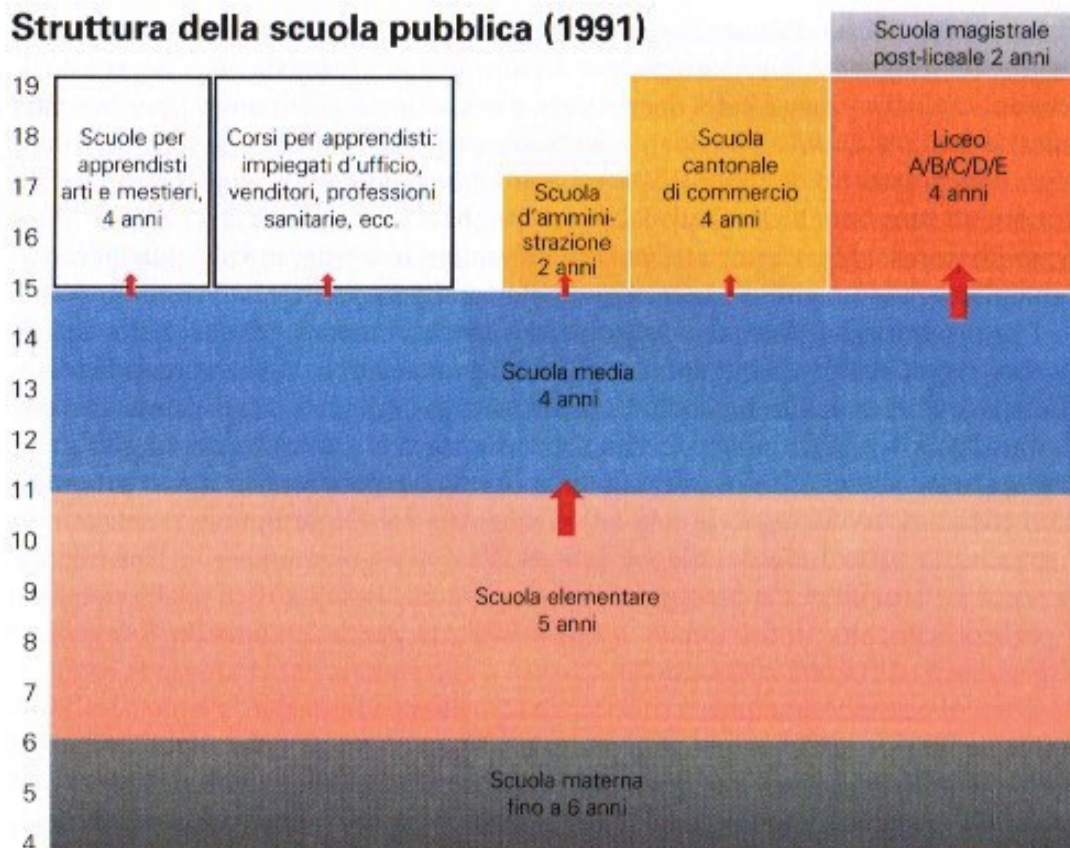 Struttura della scuola pubblica (1991)
Scuola magistrale
post-liceale 2 anni
19
18
17
16
15
14
13
12
11
10
9
8
7
6
5
4
Scuole per
apprendisti
arti e mestieri,
4 anni
Corsi per apprendisti:
impiegati d'ufficio,
venditori, professioni
sanitarie, ecc.
Scuola
d'ammini-
strazione
2 anni
Scuola
cantonale
di commercio
4 anni
Liceo
A/B/C/D/E
4 anni
Scuola media
4 anni
Scuola elementare
5 anni
Scuola materna
fino a 6 anni